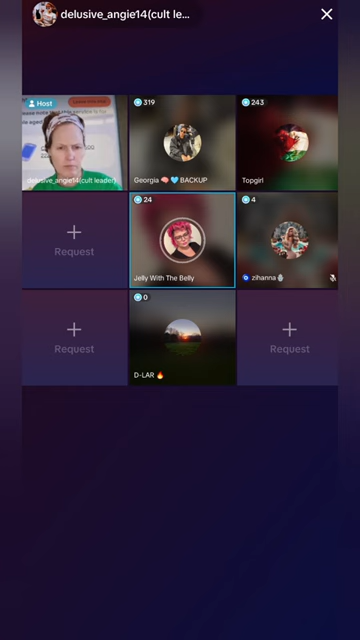 delusive_angie14(cult le...
Host
319
243
delusive_angie14(cult leader)
Georgia 🧠💙 BACKUP
Topgirl
24
4
Request
Jelly With The Belly
zihanna
0
Request
D-LAR 🔥
Request